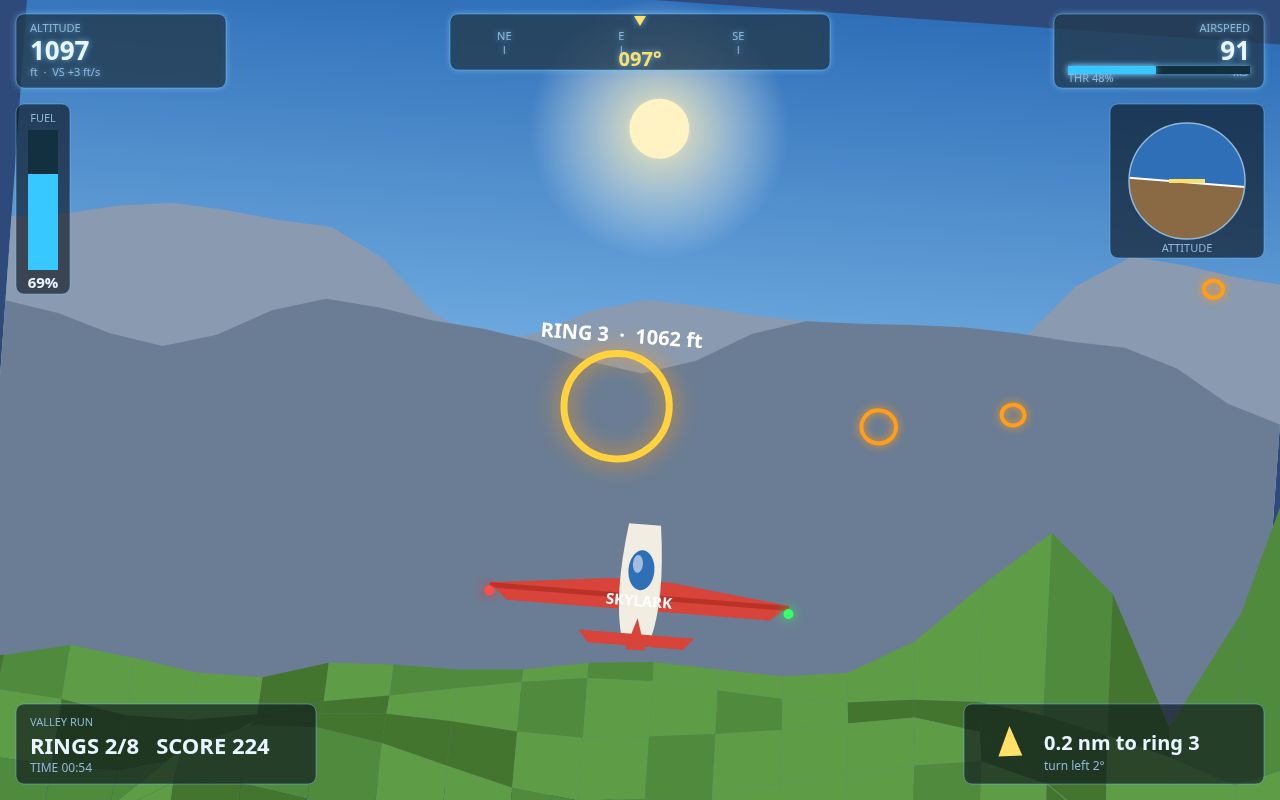 ALTITUDE
1097
ft · VS +3 ft/s
NE E SE
097°
AIRSPEED
91
THR 48%
FUEL
69%
ATTITUDE
RING 3 · 1062 ft
SKYLARK
VALLEY RUN
RINGS 2/8 SCORE 224
TIME 00:54
0.2 nm to ring 3
turn left 2°